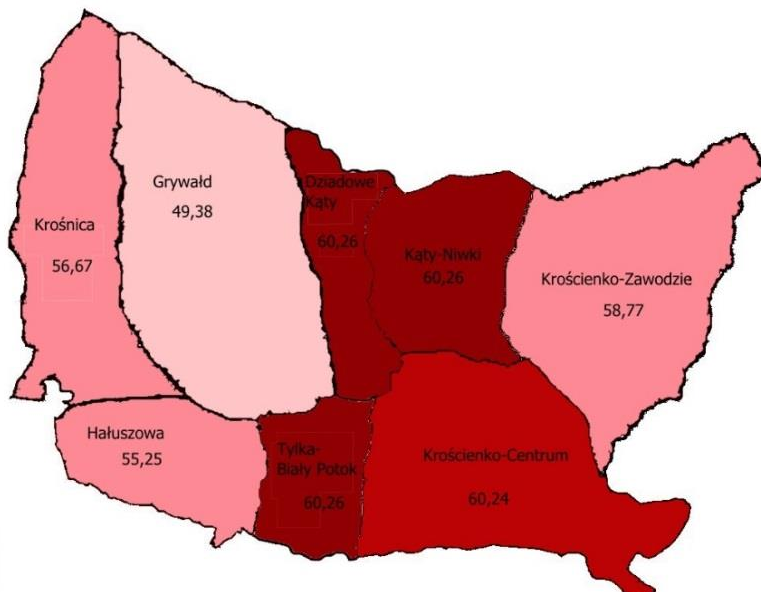 Krośnica
56,67
Grywałd
49,38
Dziadowe
Kąty
60,26
Kąty-Niwki
60,26
Krościenko-Zawodzie
58,77
Hałuszowa
55,25
Tylka-
Biały Potok
60,26
Krościenko-Centrum
60,24